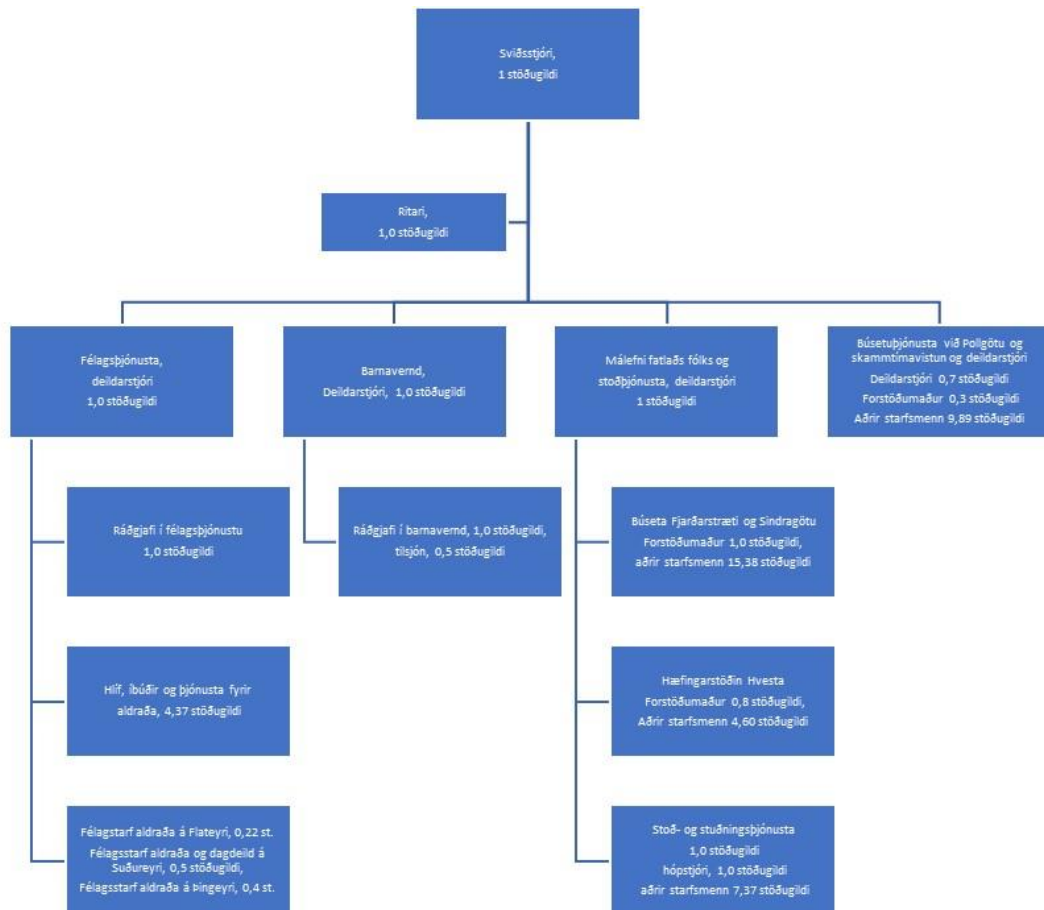 Sviðsstjóri,
1 stöðugildi
Ritari,
1,0 stöðugildi
Félagsþjónusta,
deildarstjóri
1,0 stöðugildi
Barnavernd,
Deildarstjóri, 1,0 stöðugildi
Málefni fatlaðs fólks og
stoðþjónusta, deildarstjóri
1 stöðugildi
Búsetuþjónusta við Pollgötu og
skammtímavistun og deildarstjóri
Deildarstjóri 0,7 stöðugildi
Forstöðumaður 0,3 stöðugildi
Aðrir starfsmenn 9,89 stöðugildi
Ráðgjafi í félagsþjónustu
1,0 stöðugildi
Ráðgjafi í barnavernd, 1,0 stöðugildi,
tilsjón, 0,5 stöðugildi
Búseta Fjarðarstræti og Sindragötu
Forstöðumaður 1,0 stöðugildi,
aðrir starfsmenn 15,38 stöðugildi
Hlíf, íbúðir og þjónusta fyrir
aldraða, 4,37 stöðugildi
Hæfingarstöðin Hvesta
Forstöðumaður 0,8 stöðugildi,
Aðrir starfsmenn 4,60 stöðugildi
Félagstarf aldraða á Flateyri, 0,22 st.
Félagsstarf aldraða og dagdeild á
Suðureyri, 0,5 stöðugildi,
Félagsstarf aldraða á Þingeyri, 0,4 st.
Stoð- og stuðningsþjónusta
1,0 stöðugildi
hópstjóri, 1,0 stöðugildi
aðrir starfsmenn 7,37 stöðugildi